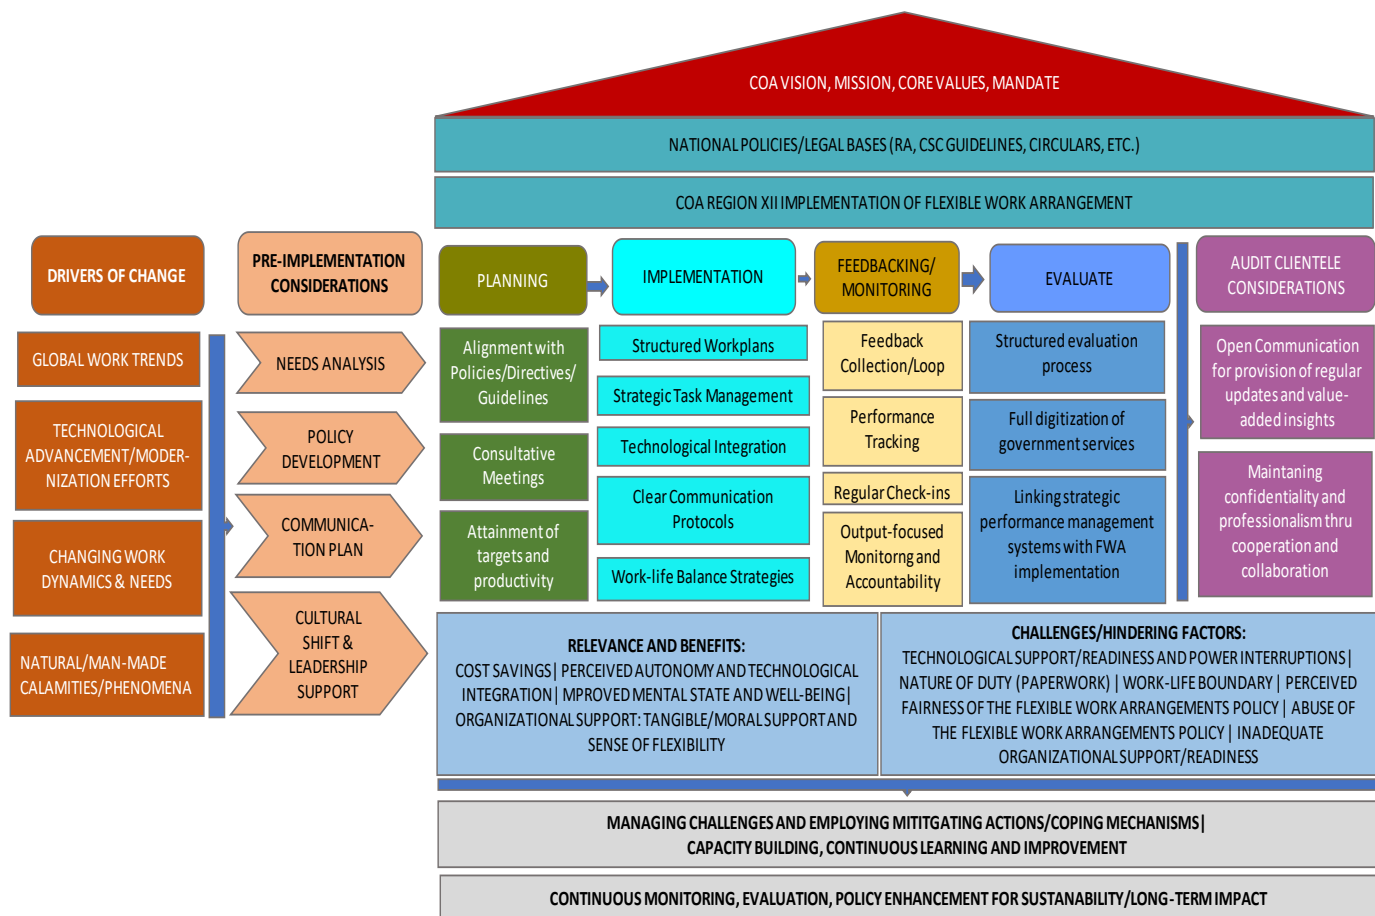 COA VISION, MISSION, CORE VALUES, MANDATE
NATIONAL POLICIES/LEGAL BASES (RA, CSC GUIDELINES, CIRCULARS, ETC.)
COA REGION XII IMPLEMENTATION OF FLEXIBLE WORK ARRANGEMENT
DRIVERS OF CHANGE
GLOBAL WORK TRENDS
TECHNOLOGICAL
ADVANCEMENT/MODER-
NIZATION EFFORTS
CHANGING WORK
DYNAMICS & NEEDS
NATURAL/MAN-MADE
CALAMITIES/PHENOMENA
PRE-IMPLEMENTATION
CONSIDERATIONS
NEEDS ANALYSIS
POLICY
DEVELOPMENT
COMMUNICA-
TION PLAN
CULTURAL
SHIFT &
LEADERSHIP
SUPPORT
PLANNING
Alignment with
Policies/Directives/
Guidelines
Consultative
Meetings
Attainment of
targets and
productivity
IMPLEMENTATION
Structured Workplans
Strategic Task Management
Technological Integration
Clear Communication
Protocols
Work-life Balance Strategies
FEEDBACKING/
MONITORING
Feedback
Collection/Loop
Performance
Tracking
Regular Check-ins
Output-focused
Monitorng and
Accountability
EVALUATE
Structured evaluation
process
Full digitization of
government services
Linking strategic
performance management
systems with FWA
implementation
AUDIT CLIENTELE
CONSIDERATIONS
Open Communication
for provision of regular
updates and value-
added insights
Maintaning
confidentiality and
professionalism thru
cooperation and
collaboration
RELEVANCE AND BENEFITS:
COST SAVINGS| PERCEIVED AUTONOMY AND TECHNOLOGICAL
INTEGRATION| MPROVED MENTAL STATE AND WELL-BEING|
ORGANIZATIONAL SUPPORT: TANGIBLE/MORAL SUPPORT AND
SENSE OF FLEXIBILITY
CHALLENGES/HINDERING FACTORS:
TECHNOLOGICAL SUPPORT/READINESS AND POWER INTERRUPTIONS|
NATURE OF DUTY (PAPERWORK) | WORK-LIFE BOUNDARY | PERCEIVED
FAIRNESS OF THE FLEXIBLE WORK ARRANGEMENTS POLICY | ABUSE OF
THE FLEXIBLE WORK ARRANGEMENTS POLICY | INADEQUATE
ORGANIZATIONAL SUPPORT/READINESS
MANAGING CHALLENGES AND EMPLOYING MITITGATING ACTIONS/COPING MECHANISMS|
CAPACITY BUILDING, CONTINUOUS LEARNING AND IMPROVEMENT
CONTINUOUS MONITORING, EVALUATION, POLICY ENHANCEMENT FOR SUSTANABILITY/LONG-TERM IMPACT